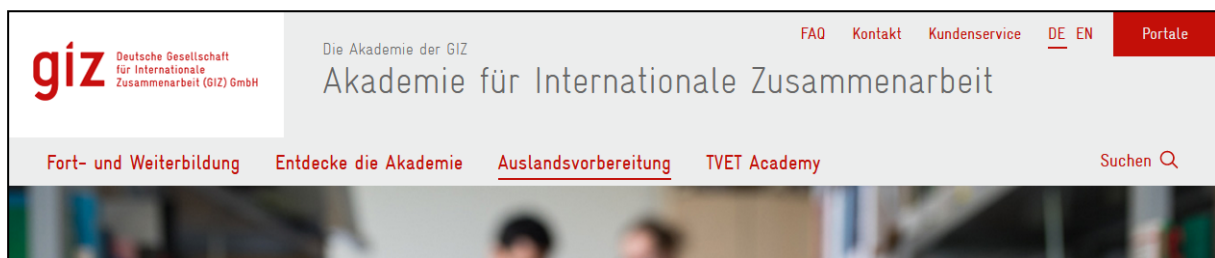 giz
Deutsche Gesellschaft
für Internationale
Zusammenarbeit (GIZ) GmbH
Die Akademie der GIZ
Akademie für Internationale Zusammenarbeit
FAQ Kontakt Kundenservice DE EN Portale
Fort- und Weiterbildung Entdecke die Akademie Auslandsvorbereitung TVET Academy Suchen